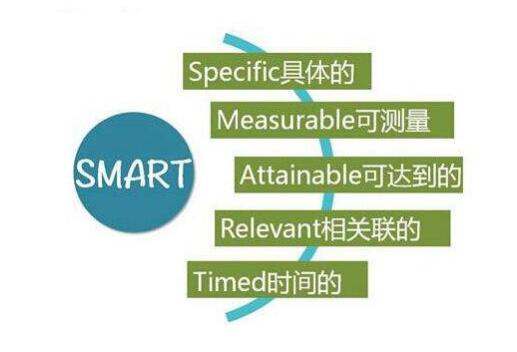 SMART
Specific具体的
Measurable可测量
Attainable可达到的
Relevant相关联的
Timed时间的